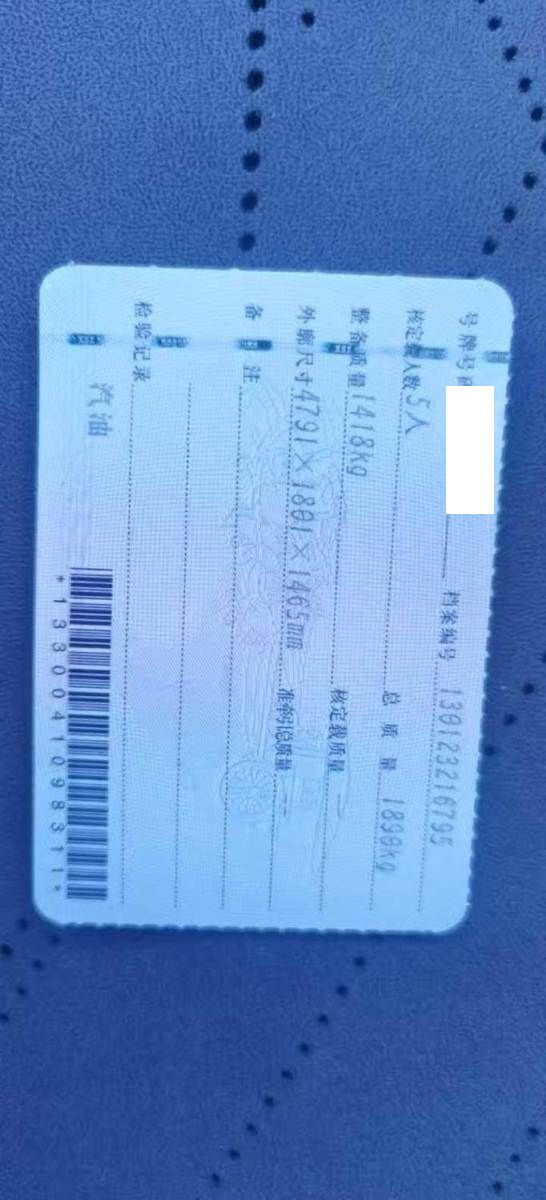 号牌号 档案编号 130123216795
核定载人数 5人 总质量 1890kg
整备质量 1418kg 核定载质量 --
外廓尺寸 4791×1801×1465mm 准牵引总质量 --
备注
检验记录
汽油
*1330041098311*